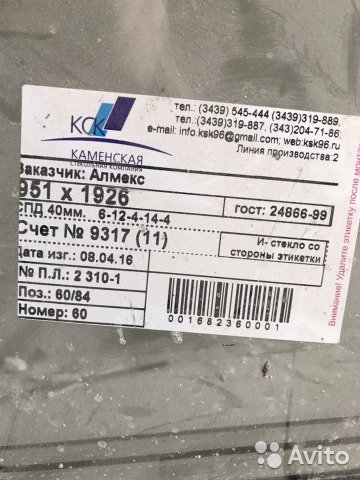 тел.: (3439) 545-444 (3439)319-889,
тел.:(3439)319-887, (343)204-71-86;
e-mail: info.ksk96@gmail.com; web:ksk96.ru
Линия производства:2
КСК
КАМЕНСКАЯ
СТЕКОЛЬНАЯ КОМПАНИЯ
Заказчик: Алмекс
951 x 1926
СПД 40мм. 6-12-4-14-4
ГОСТ: 24866-99
Счет № 9317 (11)
И- стекло со
стороны этикетки
Дата изг.: 08.04.16
№ П.Л.: 2 310-1
Поз.: 60/84
Номер: 60
001682360001
Внимание! Удалите этикетку после
Avito